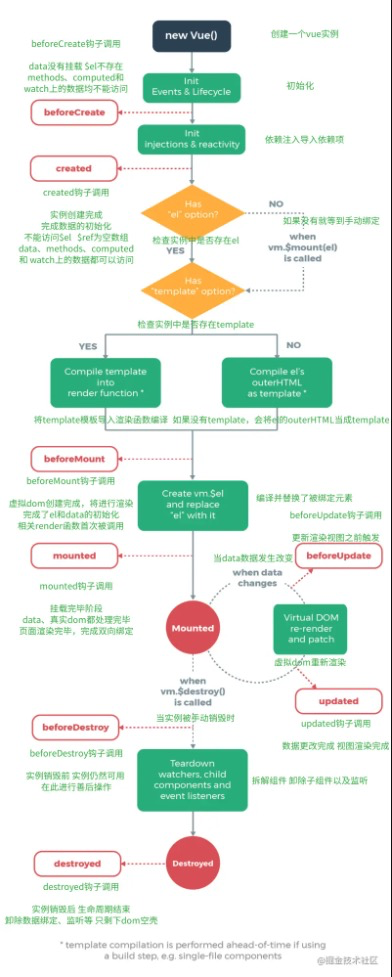 new Vue()
创建一个vue实例
beforeCreate钩子调用
data没有挂载 $el不存在
methods、computed和
watch上的数据均不能访问
Init
Events & Lifecycle
初始化
beforeCreate
Init
injections & reactivity
依赖注入导入依赖项
created
created钩子调用
实例创建完成
完成数据的初始化
不能访问$el $ref为空数组
data、methods、computed
和 watch上的数据都可以访问
Has
"el" option?
NO
如果没有就等到手动绑定
when
vm.$mount(el)
is called
检查实例中是否存在el
YES
Has
"template" option?
检查实例中是否存在template
YES
NO
Compile template
into
render function *
Compile el's
outerHTML
as template *
将template模板导入渲染函数编译 如果没有template，会将el的outerHTML当成template
beforeMount
beforeMount钩子调用
虚拟dom创建完成，将进行渲染
完成了el和data的初始化
相关render函数首次被调用
Create vm.$el
and replace
"el" with it
编译并替换了被绑定元素
beforeUpdate钩子调用
更新渲染视图之前触发
mounted
mounted钩子调用
挂载完毕阶段
data、真实dom都处理完毕
页面渲染完毕，完成双向绑定
当data数据发生改变
beforeUpdate
when data
changes
Mounted
Virtual DOM
re-render
and patch
虚拟dom重新渲染
when
vm.$destroy()
is called
当实例被手动销毁时
updated
updated钩子调用
数据更改完成 视图渲染完成
beforeDestroy
beforeDestroy钩子调用
实例销毁前 实例仍然可用
在此进行善后操作
Teardown
watchers, child
components and
event listeners
拆解组件 卸除子组件以及监听
destroyed
Destroyed
destroyed钩子调用
实例销毁后 生命周期结束
卸除数据绑定、监听等 只剩下dom空壳
* template compilation is performed ahead-of-time if using
a build step, e.g. single-file components
@掘金技术社区